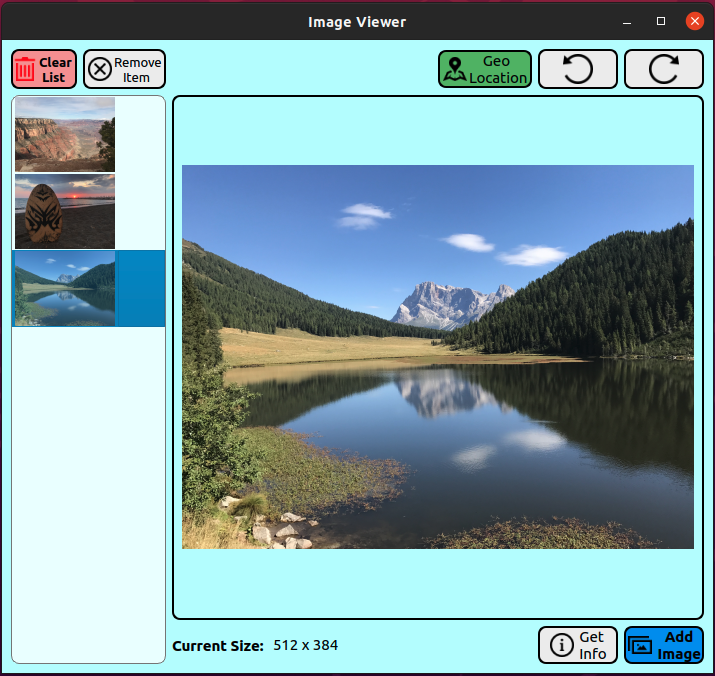 Image Viewer
Clear
List
Remove
Item
Geo
Location
Current Size: 512 x 384
Get
Info
Add
Image